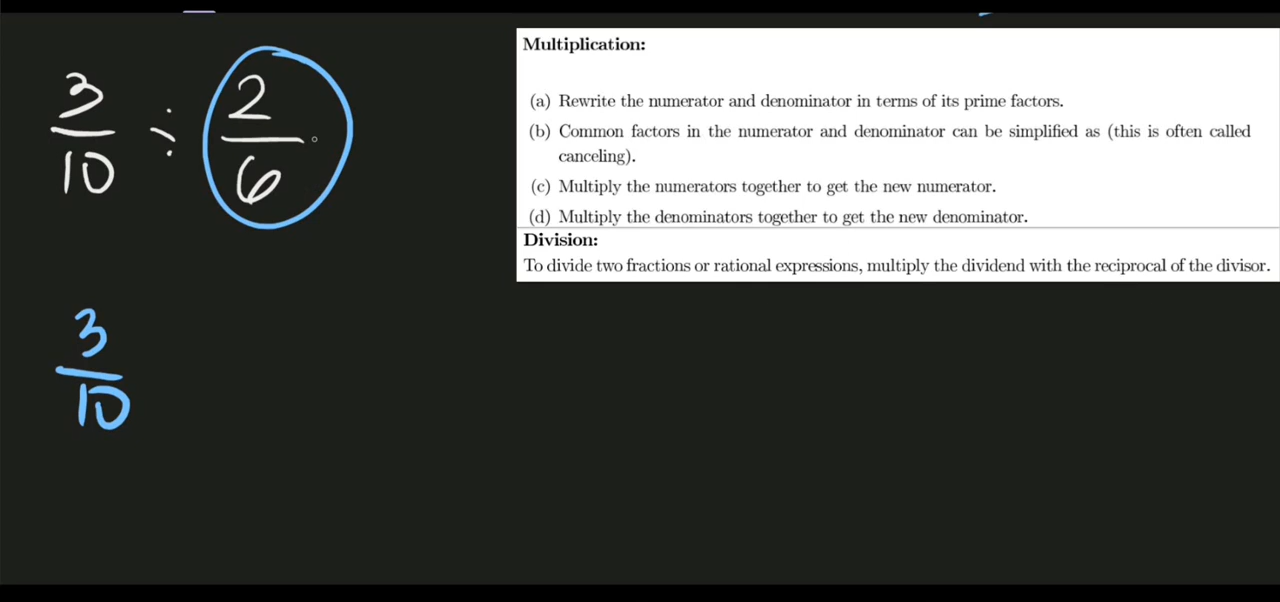 3/10 ÷ 2/6
3/10
Multiplication:
(a) Rewrite the numerator and denominator in terms of its prime factors.
(b) Common factors in the numerator and denominator can be simplified as (this is often called
canceling).
(c) Multiply the numerators together to get the new numerator.
(d) Multiply the denominators together to get the new denominator.
Division:
To divide two fractions or rational expressions, multiply the dividend with the reciprocal of the divisor.